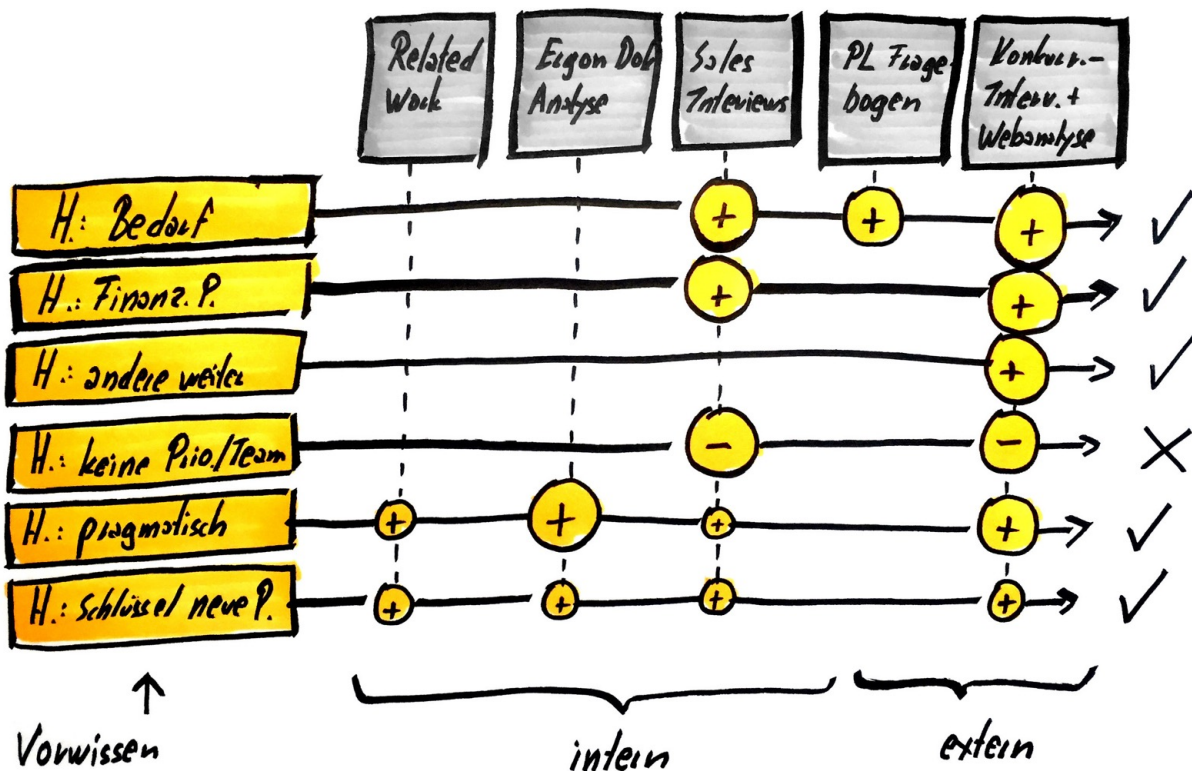 Related
Work
Ergon Dok
Analyse
Sales
Interviews
PL Frage-
bogen
Konkurr.-
Interv. +
Webanalyse
H.: Bedarf
+ + +
✓
H.: Finanz. P.
+ +
✓
H.: andere weiter
+
✓
H.: keine Prio./Team
- -
X
H.: pragmatisch
+ + + +
✓
H.: Schlüssel neue P.
+ + + +
✓
Vorwissen
intern
extern